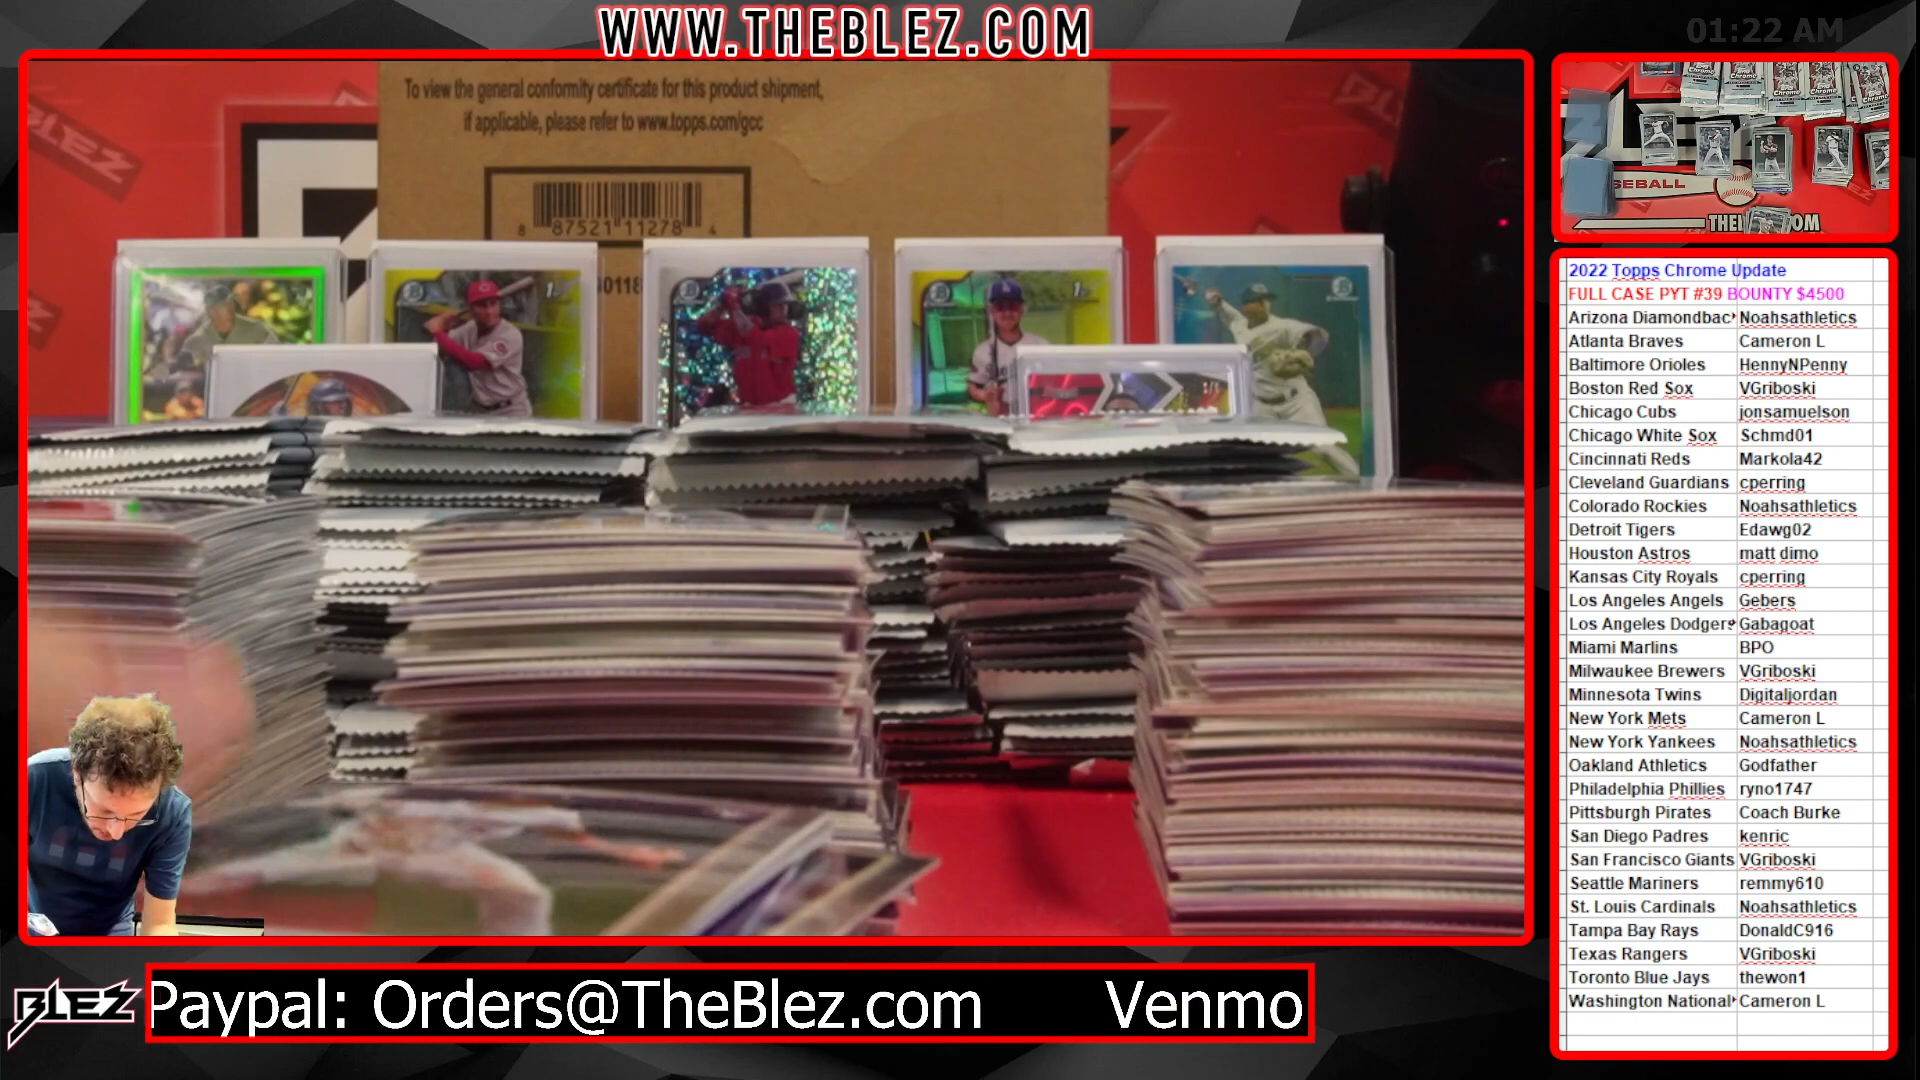 WWW.THEBLEZ.COM
01:22 AM
To view the general conformity certificate for this product shipment,
if applicable, please refer to www.topps.com/gcc
8 87521 11278 4
BLEZ
SEBALL
2022 Topps Chrome Update
FULL CASE PYT #39 BOUNTY $4500
Arizona Diamondbac Noahsathletics
Atlanta Braves Cameron L
Baltimore Orioles HennyNPenny
Boston Red Sox VGriboski
Chicago Cubs jonsamuelson
Chicago White Sox Schmd01
Cincinnati Reds Markola42
Cleveland Guardians cperring
Colorado Rockies Noahsathletics
Detroit Tigers Edawg02
Houston Astros matt dimo
Kansas City Royals cperring
Los Angeles Angels Gebers
Los Angeles Dodgers Gabagoat
Miami Marlins BPO
Milwaukee Brewers VGriboski
Minnesota Twins Digitaljordan
New York Mets Cameron L
New York Yankees Noahsathletics
Oakland Athletics Godfather
Philadelphia Phillies ryno1747
Pittsburgh Pirates Coach Burke
San Diego Padres kenric
San Francisco Giants VGriboski
Seattle Mariners remmy610
St. Louis Cardinals Noahsathletics
Tampa Bay Rays DonaldC916
Texas Rangers VGriboski
Toronto Blue Jays thewon1
Washington National Cameron L
BLEZ
Paypal: Orders@TheBlez.com Venmo